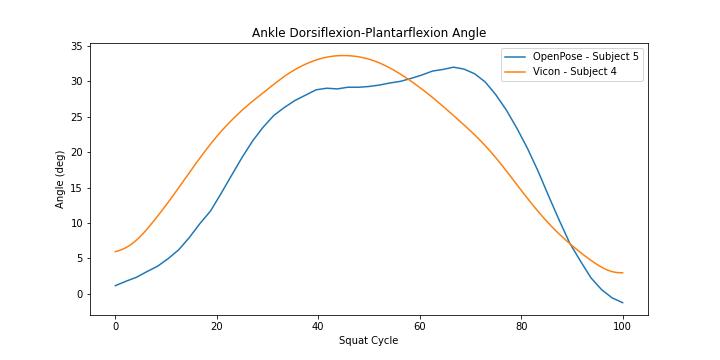 Ankle Dorsiflexion-Plantarflexion Angle
OpenPose - Subject 5
Vicon - Subject 4
Angle (deg)
35
30
25
20
15
10
5
0
0 20 40 60 80 100
Squat Cycle